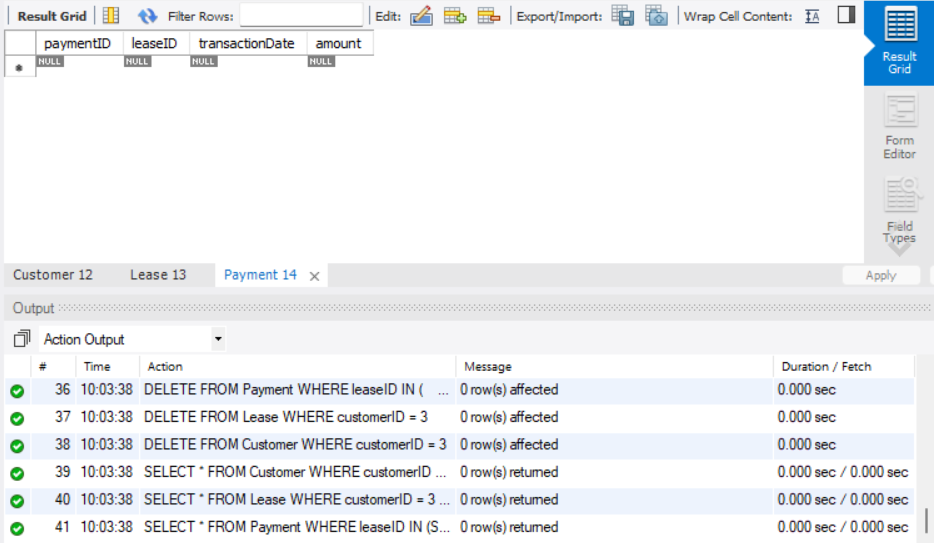 Result Grid Filter Rows: Edit: Export/Import: Wrap Cell Content: IA
paymentID leaseID transactionDate amount
NULL NULL NULL NULL
Result
Grid
Form
Editor
Field
Types
Customer 12 Lease 13 Payment 14 ×
Apply
Output
Action Output
# Time Action Message Duration / Fetch
36 10:03:38 DELETE FROM Payment WHERE leaseID IN ( ... 0 row(s) affected 0.000 sec
37 10:03:38 DELETE FROM Lease WHERE customerID = 3 0 row(s) affected 0.000 sec
38 10:03:38 DELETE FROM Customer WHERE customerID = 3 0 row(s) affected 0.000 sec
39 10:03:38 SELECT * FROM Customer WHERE customerID ... 0 row(s) returned 0.000 sec / 0.000 sec
40 10:03:38 SELECT * FROM Lease WHERE customerID = 3 ... 0 row(s) returned 0.000 sec / 0.000 sec
41 10:03:38 SELECT * FROM Payment WHERE leaseID IN (S... 0 row(s) returned 0.000 sec / 0.000 sec